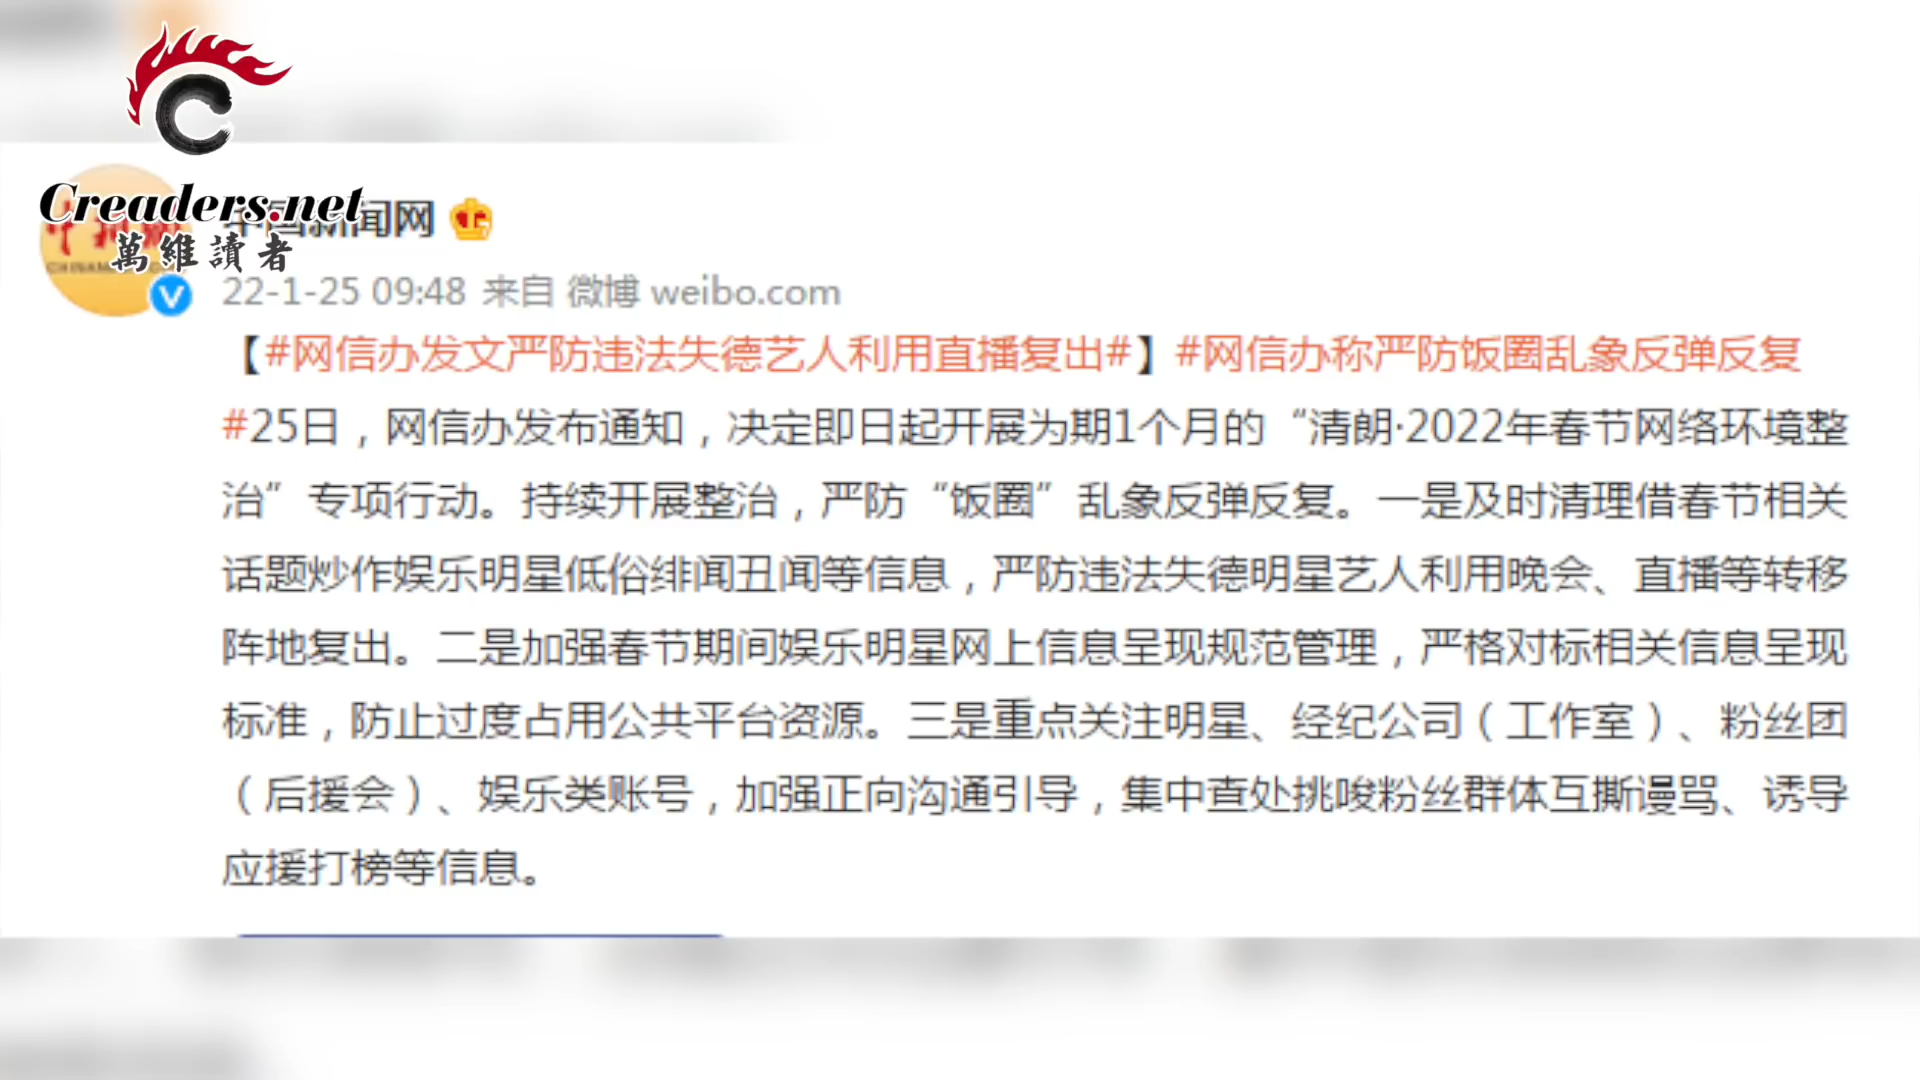 Creaders.net
中国新闻网
萬維讀者
22-1-25 09:48 来自 微博 weibo.com
【#网信办发文严防违法失德艺人利用直播复出#】#网信办称严防饭圈乱象反弹反复
#25日，网信办发布通知，决定即日起开展为期1个月的“清朗·2022年春节网络环境整
治”专项行动。持续开展整治，严防“饭圈”乱象反弹反复。一是及时清理借春节相关
话题炒作娱乐明星低俗绯闻丑闻等信息，严防违法失德明星艺人利用晚会、直播等转移
阵地复出。二是加强春节期间娱乐明星网上信息呈现规范管理，严格对标相关信息呈现
标准，防止过度占用公共平台资源。三是重点关注明星、经纪公司（工作室）、粉丝团
（后援会）、娱乐类账号，加强正向沟通引导，集中查处挑唆粉丝群体互撕谩骂、诱导
应援打榜等信息。